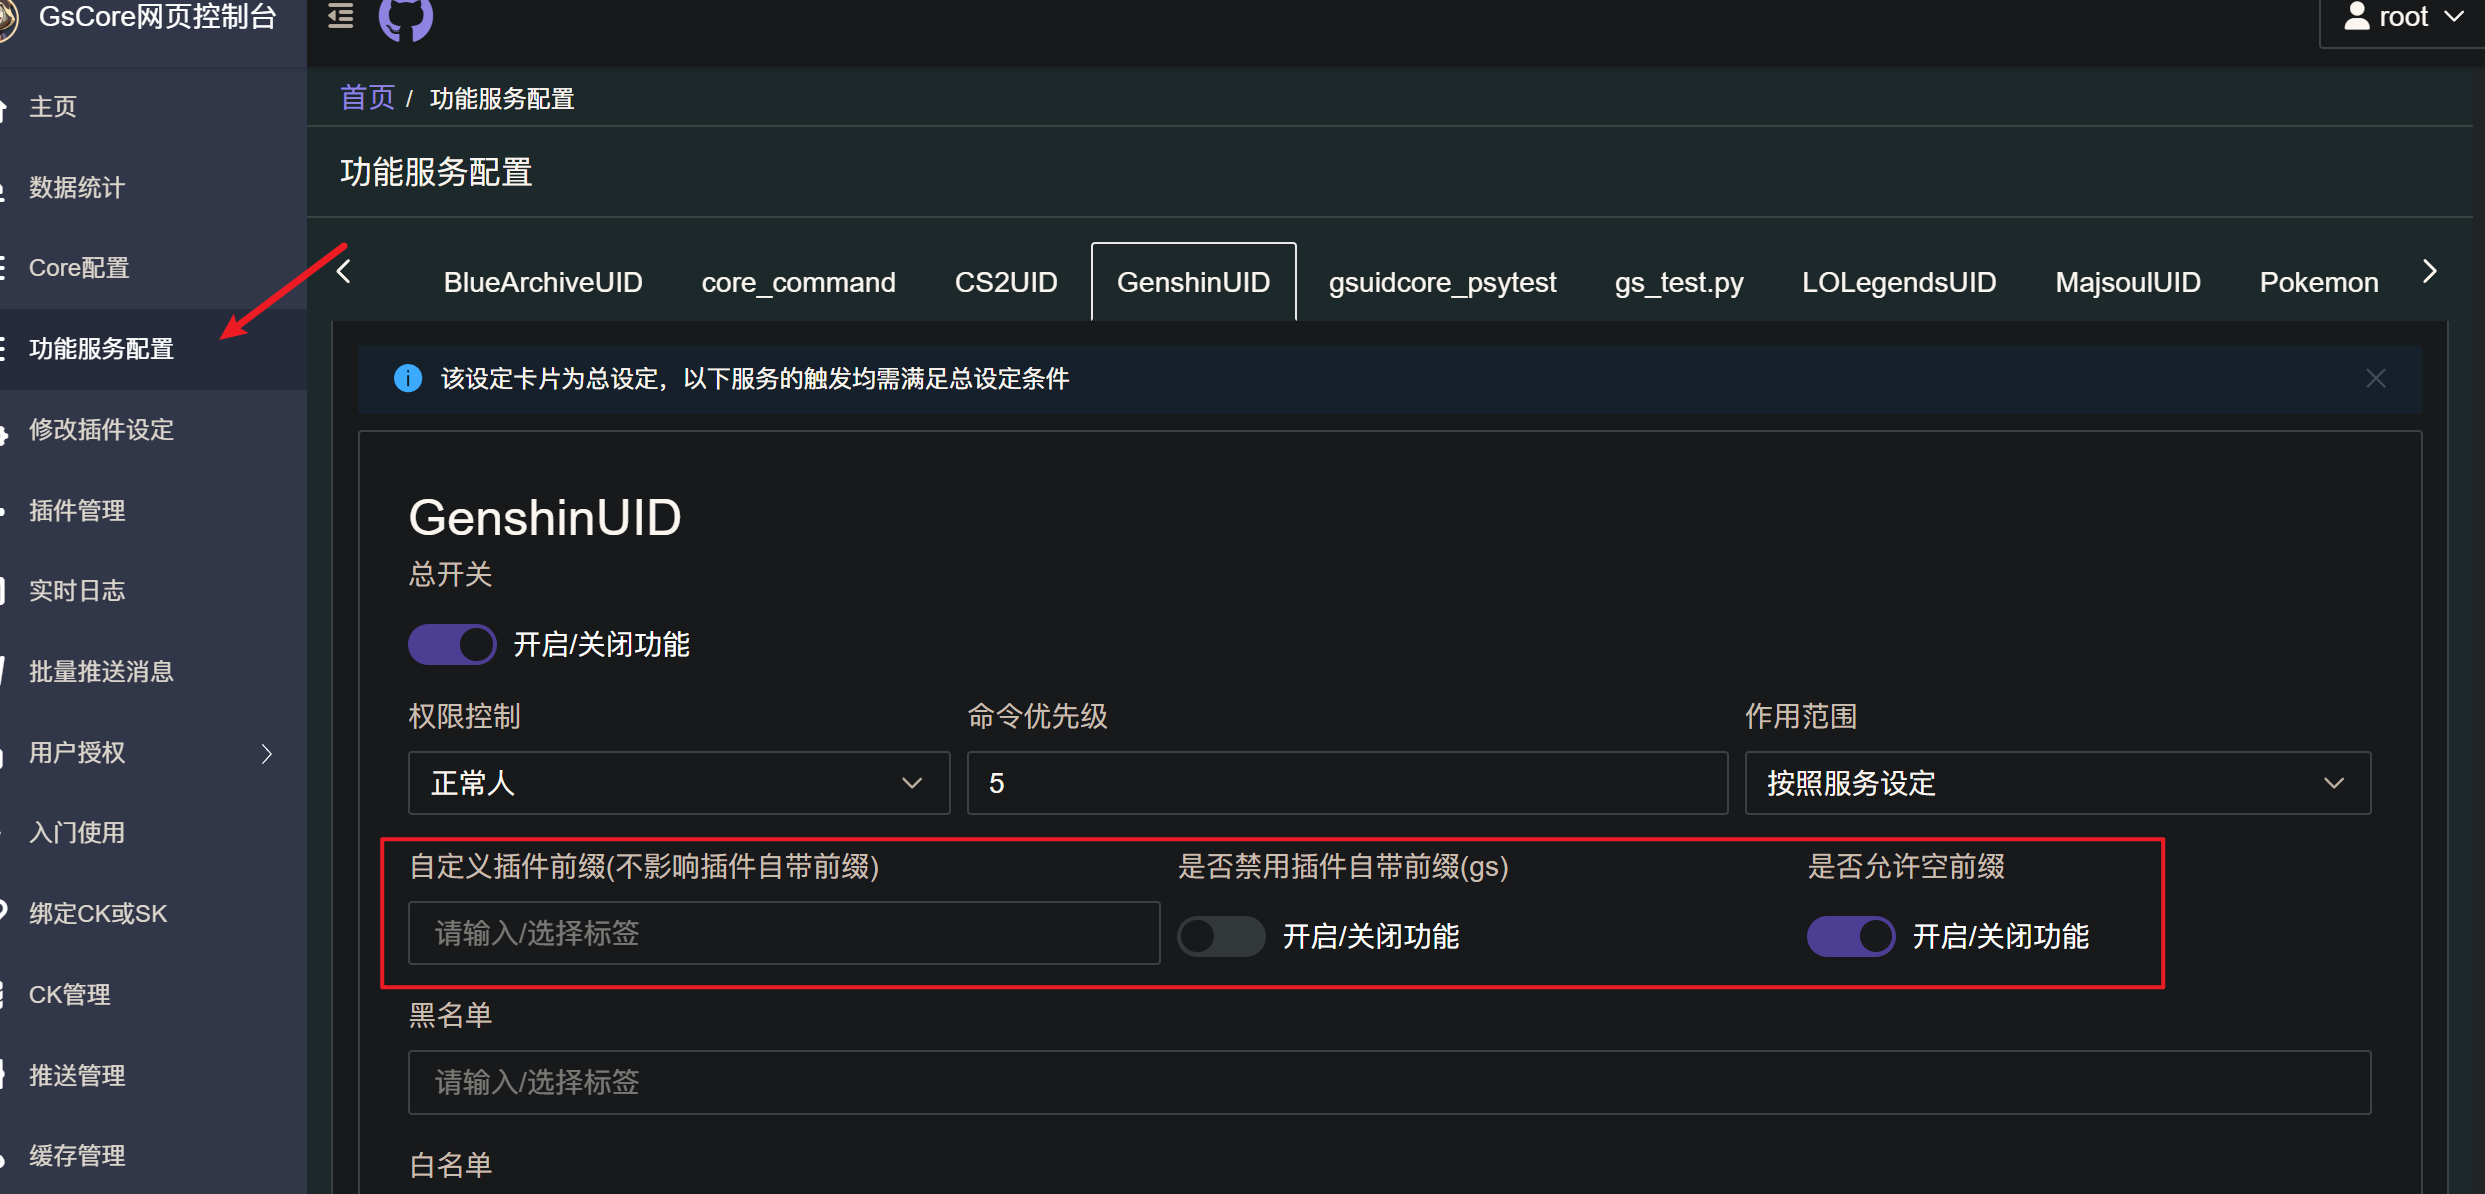 GsCore网页控制台
root
主页
数据统计
Core配置
功能服务配置
修改插件设定
插件管理
实时日志
批量推送消息
用户授权
入门使用
绑定CK或SK
CK管理
推送管理
缓存管理
首页 / 功能服务配置
功能服务配置
BlueArchiveUID core_command CS2UID GenshinUID gsuidcore_psytest gs_test.py LOLegendsUID MajsoulUID Pokemon
该设定卡片为总设定，以下服务的触发均需满足总设定条件
GenshinUID
总开关
开启/关闭功能
权限控制 命令优先级 作用范围
正常人 5 按照服务设定
自定义插件前缀(不影响插件自带前缀) 是否禁用插件自带前缀(gs) 是否允许空前缀
请输入/选择标签 开启/关闭功能 开启/关闭功能
黑名单
请输入/选择标签
白名单